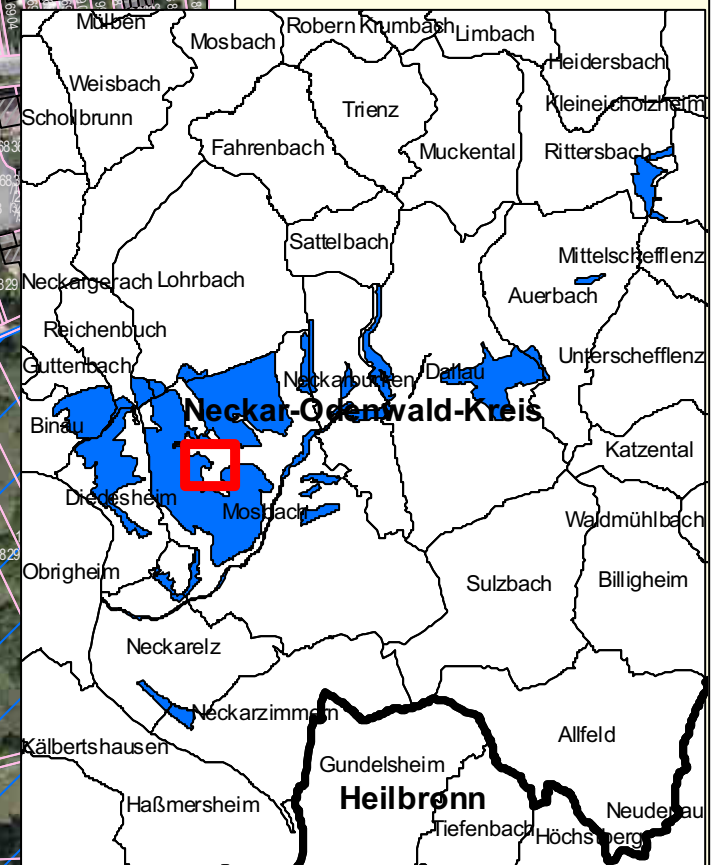 Mülben
Mosbach
Robern
Krumbach
Limbach
Heidersbach
Weisbach
Trienz
Kleineicholzheim
Schollbrunn
Fahrenbach
Muckental
Rittersbach
Sattelbach
Mittelschefflenz
Neckargerach
Lohrbach
Auerbach
Reichenbuch
Guttenbach
Unterschefflenz
Neckarburken
Dallau
Neckar-Odenwald-Kreis
Binau
Katzental
Diedesheim
Mosbach
Waldmühlbach
Obrigheim
Sulzbach
Billigheim
Neckarelz
Neckarzimmern
Allfeld
Kälbertshausen
Gundelsheim
Heilbronn
Haßmersheim
Neudenau
Tiefenbach
Höchstberg